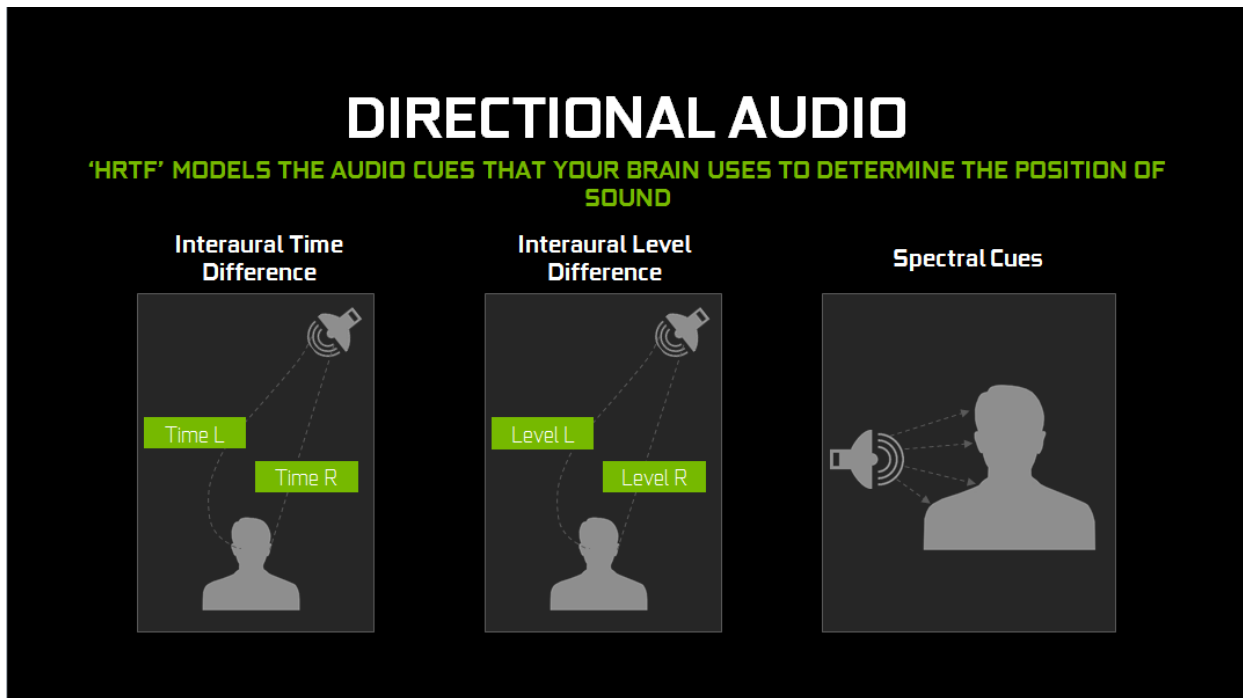 DIRECTIONAL AUDIO
‘HRTF’ MODELS THE AUDIO CUES THAT YOUR BRAIN USES TO DETERMINE THE POSITION OF
SOUND
Interaural Time
Difference
Time L
Time R
Interaural Level
Difference
Level L
Level R
Spectral Cues